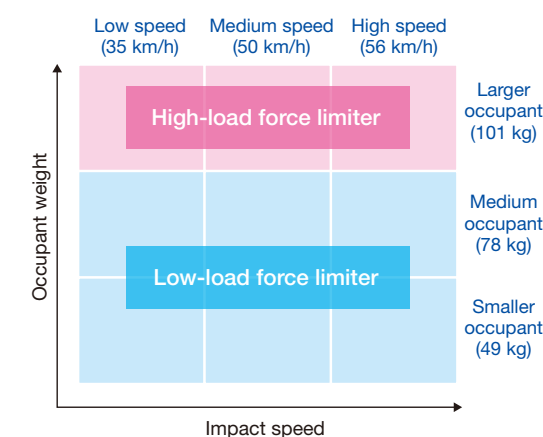 Low speed
(35 km/h)
Medium speed
(50 km/h)
High speed
(56 km/h)
High-load force limiter
Larger
occupant
(101 kg)
Occupant weight
Medium
occupant
(78 kg)
Low-load force limiter
Smaller
occupant
(49 kg)
Impact speed